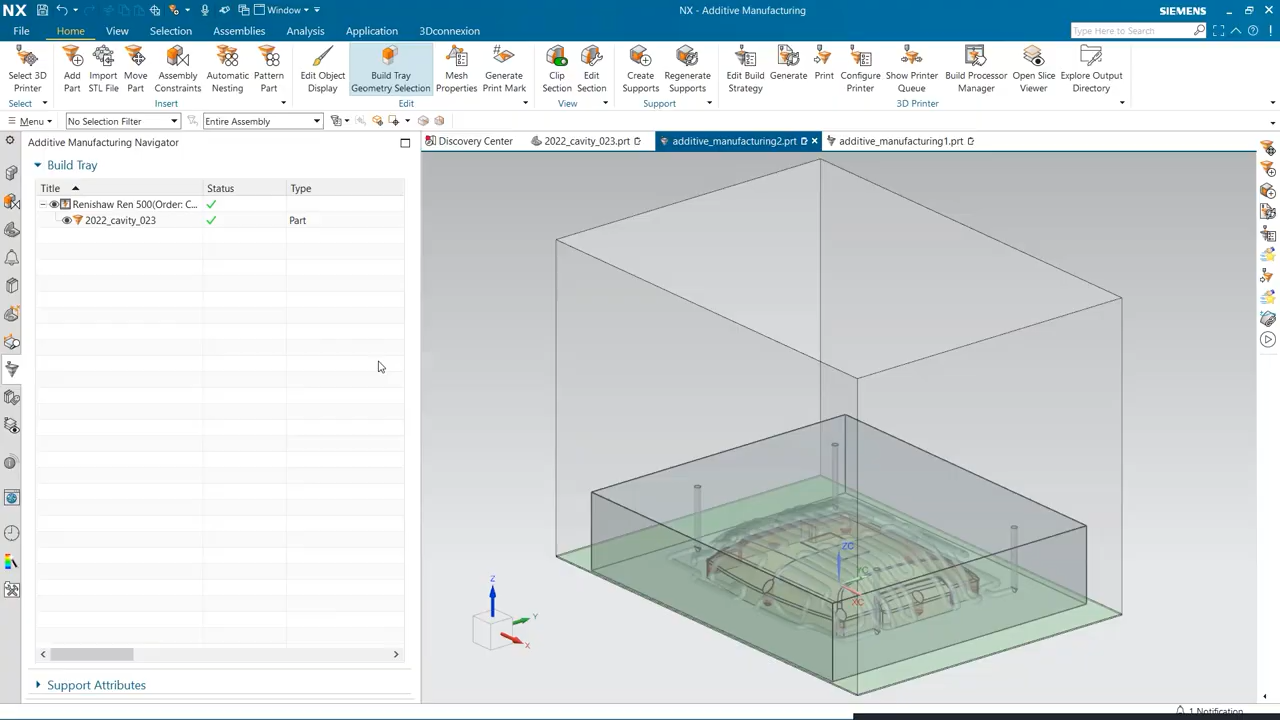 NX
Window
NX - Additive Manufacturing
SIEMENS
File
Home
View
Selection
Assemblies
Analysis
Application
3Dconnexion
Type Here to Search
Select 3D Printer
Add Part
Import STL File
Move Part
Assembly Constraints
Automatic Nesting
Pattern Part
Edit Object Display
Build Tray Geometry Selection
Mesh Properties
Generate Print Mark
Clip Section
Edit Section
Create Supports
Regenerate Supports
Edit Build Strategy
Generate
Print
Configure Printer
Show Printer Queue
Build Processor Manager
Open Slice Viewer
Explore Output Directory
Select
Insert
Edit
View
Support
3D Printer
Menu
No Selection Filter
Entire Assembly
Additive Manufacturing Navigator
Discovery Center
2022_cavity_023.prt
additive_manufacturing2.prt
additive_manufacturing1.prt
Build Tray
Title
Status
Type
Renishaw Ren 500(Order: C...
2022_cavity_023
Part
ZC
YC
XC
Z
Y
X
Support Attributes
1 Notification